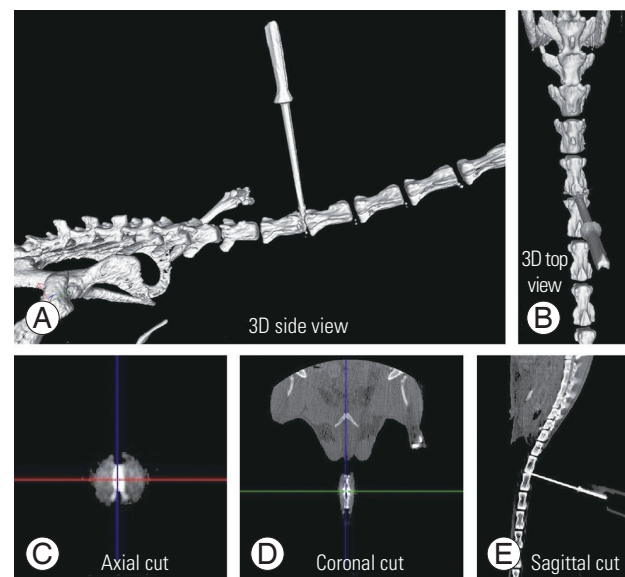 3D side view
A
3D top
view
B
C
Axial cut
D
Coronal cut
E
Sagittal cut